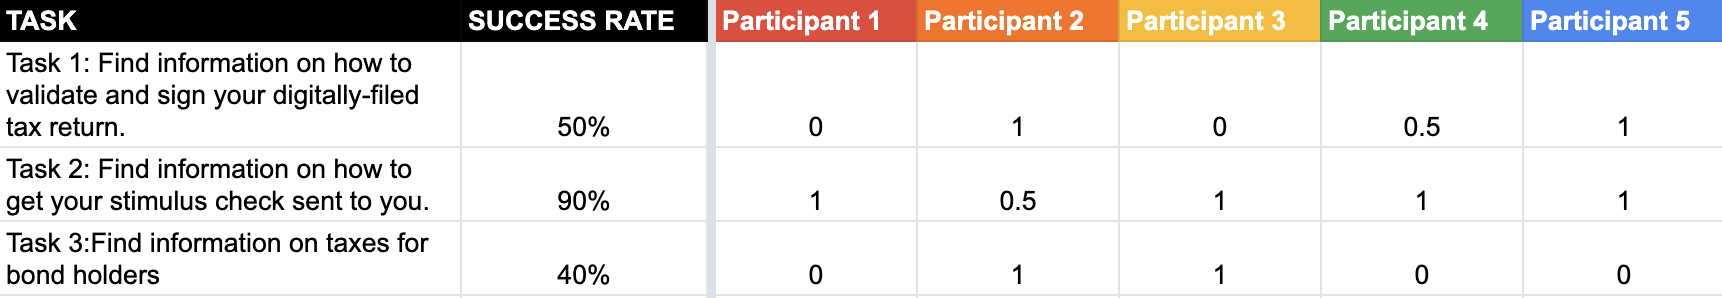 TASK SUCCESS RATE Participant 1 Participant 2 Participant 3 Participant 4 Participant 5
Task 1: Find information on how to
validate and sign your digitally-filed
tax return. 50% 0 1 0 0.5 1
Task 2: Find information on how to
get your stimulus check sent to you. 90% 1 0.5 1 1 1
Task 3:Find information on taxes for
bond holders 40% 0 1 1 0 0